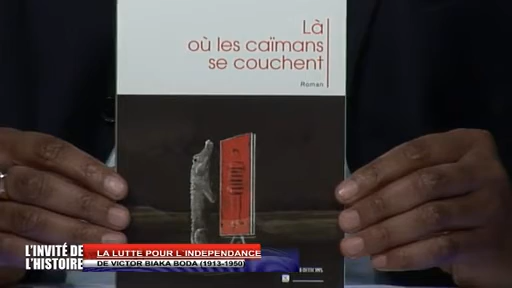 Là
où les caïmans
se couchent
Roman
L'INVITÉ DE
L'HISTOIRE
LA LUTTE POUR L'INDEPENDANCE
DE VICTOR BIAKA BODA (1913-1950)